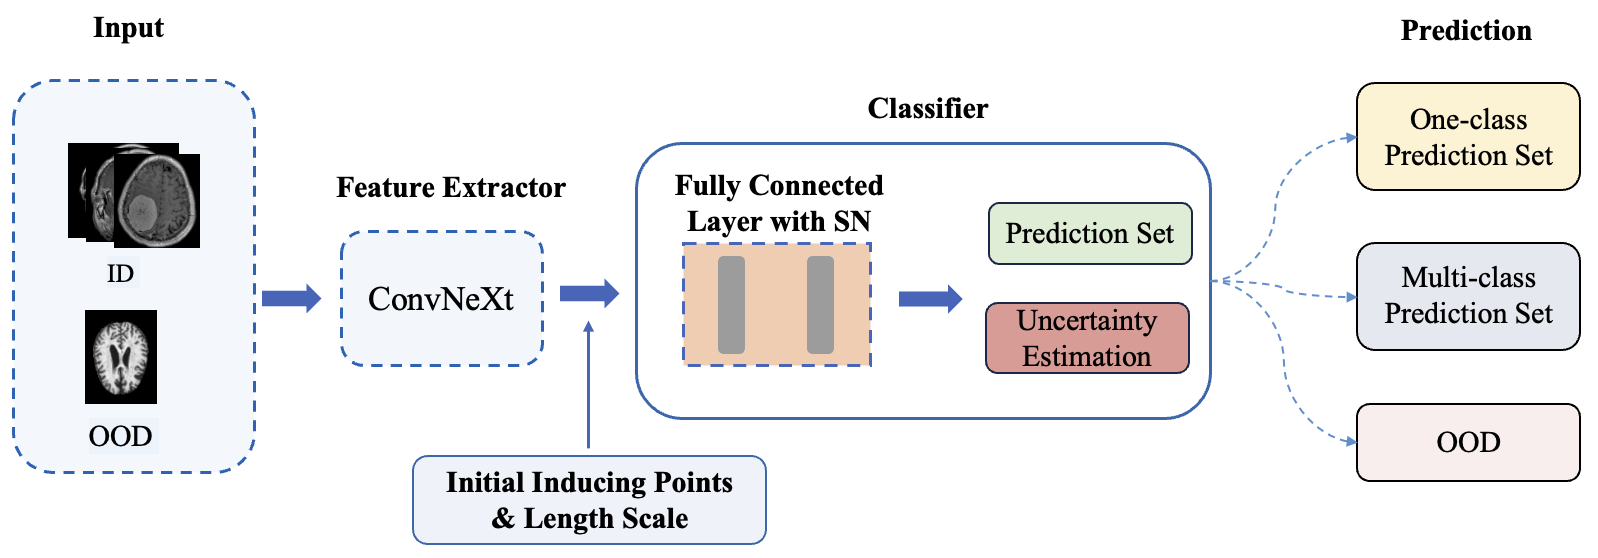 Input
ID
OOD
Feature Extractor
ConvNeXt
Initial Inducing Points
& Length Scale
Classifier
Fully Connected
Layer with SN
Prediction Set
Uncertainty
Estimation
Prediction
One-class
Prediction Set
Multi-class
Prediction Set
OOD